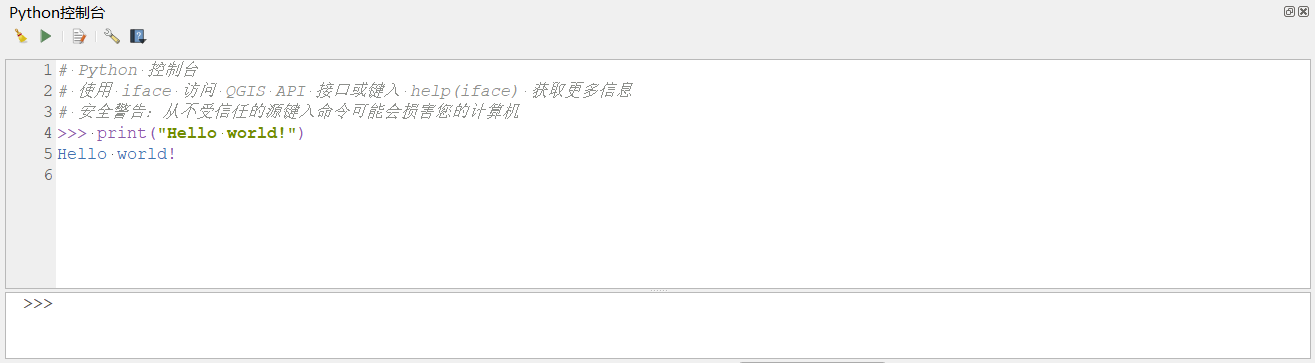 Python控制台
1 # Python 控制台
2 # 使用 iface 访问 QGIS API 接口或键入 help(iface) 获取更多信息
3 # 安全警告: 从不受信任的源键入命令可能会损害您的计算机
4 >>> print("Hello world!")
5 Hello world!
6
>>>